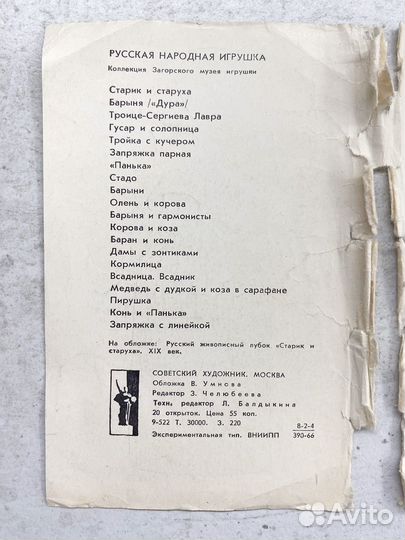 РУССКАЯ НАРОДНАЯ ИГРУШКА
Коллекция Загорского музея игрушки
Старик и старуха
Барыня /«Дура»/
Троице-Сергиева Лавра
Гусар и солопница
Тройка с кучером
Запряжка парная
«Панька»
Стадо
Барыни
Олень и корова
Барыня и гармонисты
Корова и коза
Баран и конь
Дамы с зонтиками
Кормилица
Всадница. Всадник
Медведь с дудкой и коза в сарафане
Пирушка
Конь и «Панька»
Запряжка с линейкой
На обложке: Русский живописный лубок «Старик и
старуха». XIX век.
СОВЕТСКИЙ ХУДОЖНИК. МОСКВА
Обложка В. Умнова
Редактор З. Челюбеева
Техн. редактор Л. Балдыкина
20 открыток. Цена 55 коп.
9-522 Т. 30000. З. 220 8-2-4
Экспериментальная тип. ВНИИПП 390-66
Avito